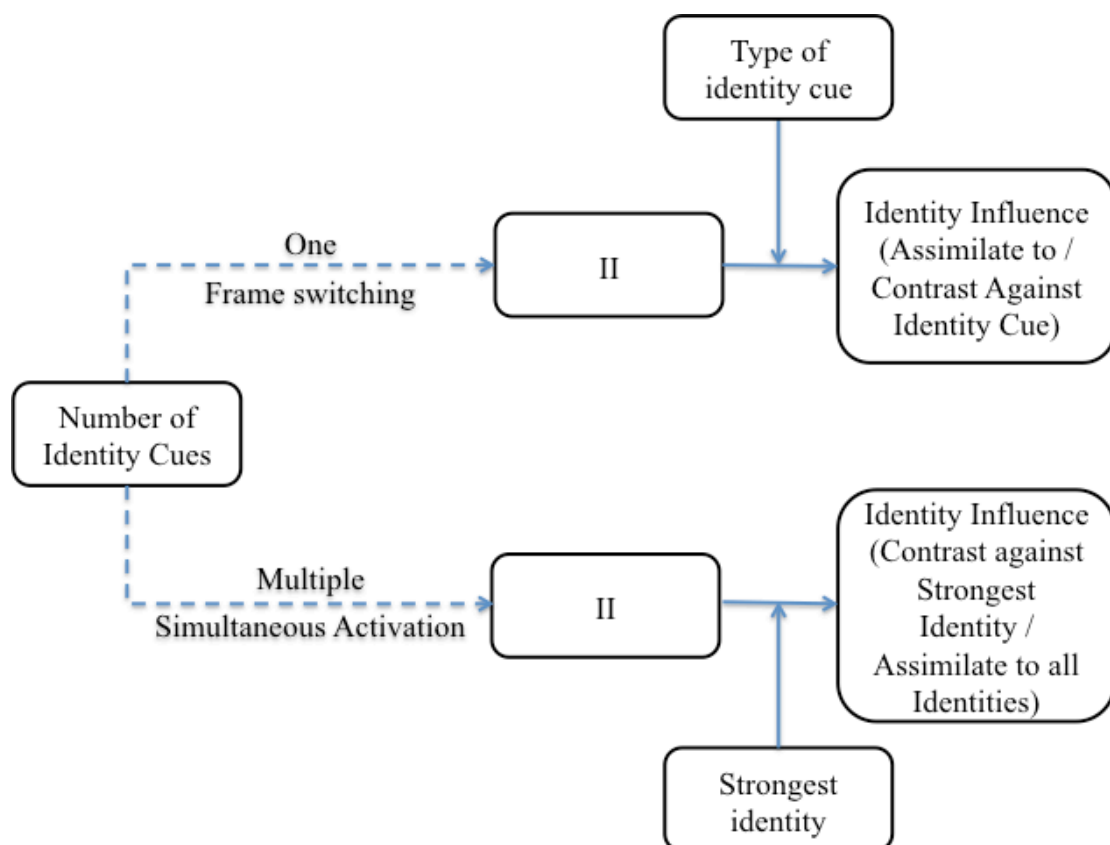 Type of
identity cue
Identity Influence
(Assimilate to /
Contrast Against
Identity Cue)
One
Frame switching
II
Number of
Identity Cues
Multiple
Simultaneous Activation
II
Identity Influence
(Contrast against
Strongest
Identity /
Assimilate to all
Identities)
Strongest
identity